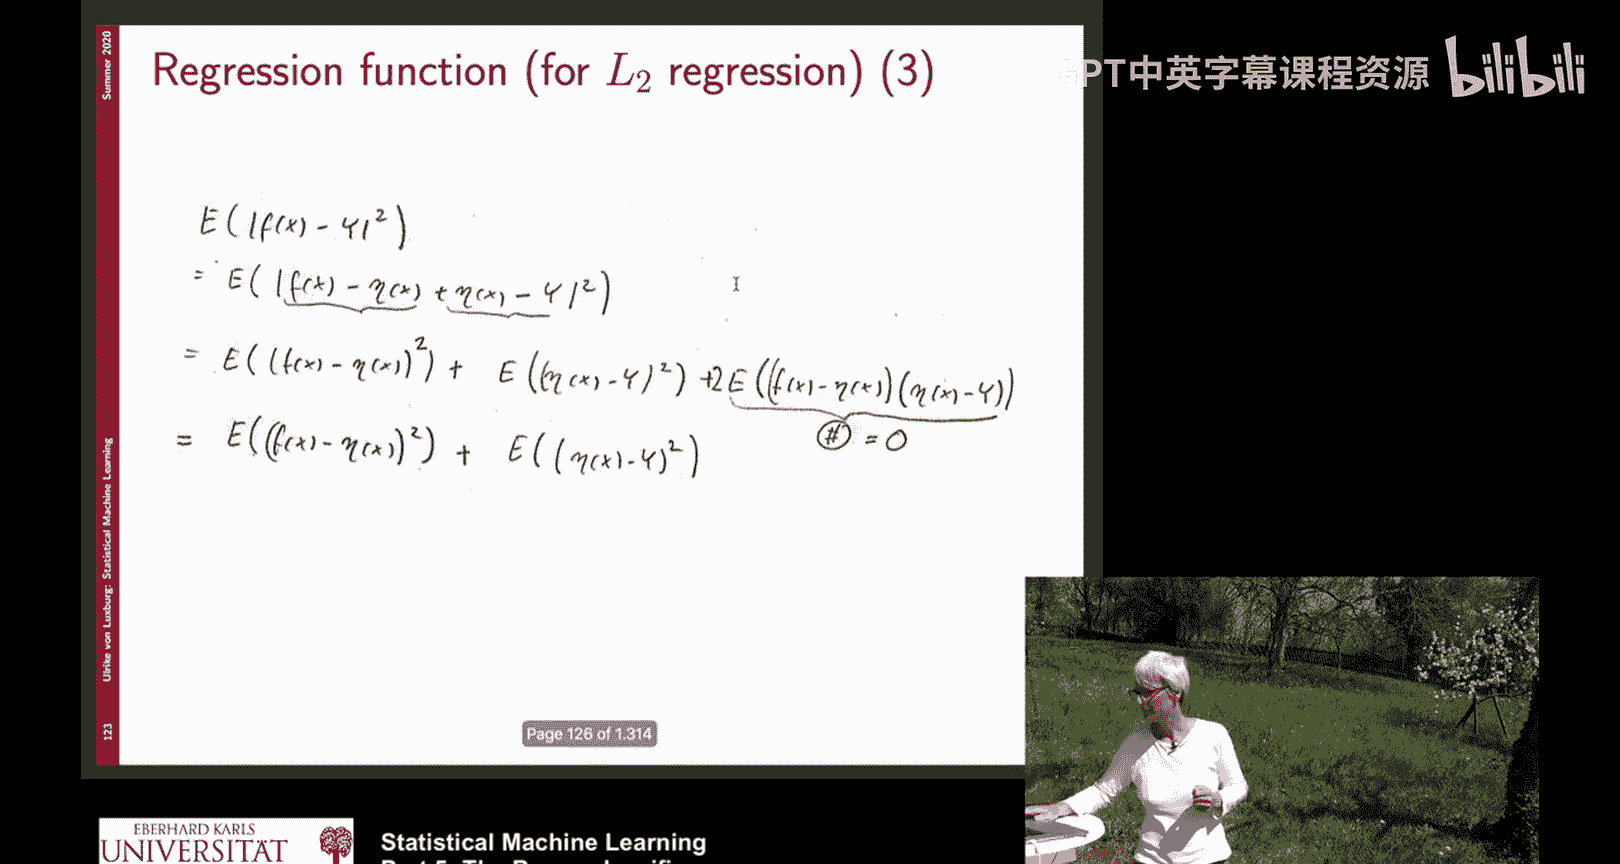 Summer 2020
Regression function (for L₂ regression) (3)
PT中英字幕课程资源 bilibili
E(|f(x) - Y|²)
= E(|f(x) - η(x) + η(x) - Y|²)
= E((f(x) - η(x))²) + E((η(x) - Y)²) + 2E((f(x) - η(x))(η(x) - Y))
(#) = 0
= E((f(x) - η(x))²) + E((η(x) - Y)²)
Ulrike von Luxburg: Statistical Machine Learning
123
Page 126 of 1.314
EBERHARD KARLS
UNIVERSITÄT
Statistical Machine Learning